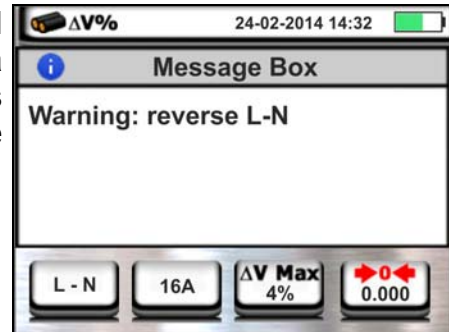 ΔV%
24-02-2014 14:32
Message Box
Warning: reverse L-N
L - N
16A
ΔV Max
4%
0
0.000